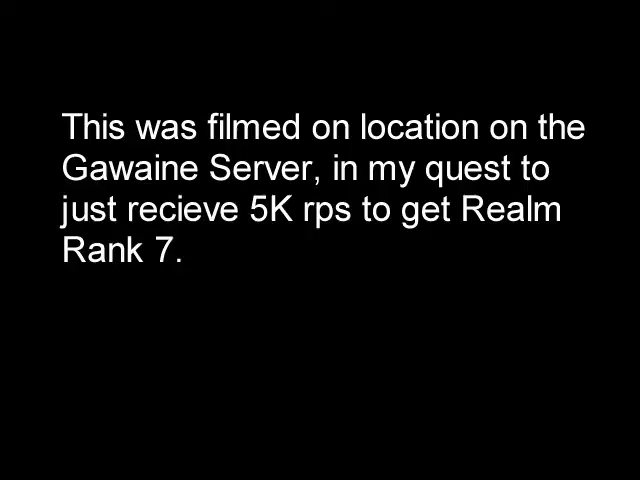 This was filmed on location on the
Gawaine Server, in my quest to
just recieve 5K rps to get Realm
Rank 7.